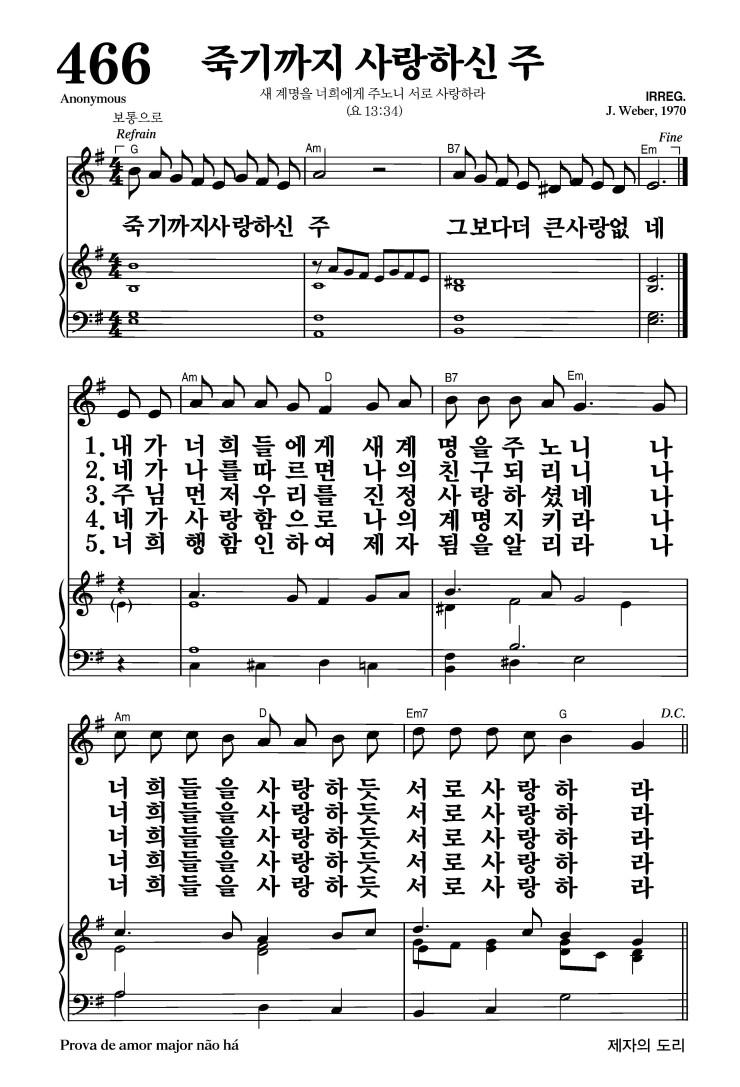 466 죽기까지 사랑하신 주
새 계명을 너희에게 주노니 서로 사랑하라
(요 13:34)
Anonymous
IRREG.
J. Weber, 1970
보통으로
Refrain
Fine
G Am B7 Em
죽기까지사랑하신 주 그보다더 큰사랑없 네
Am D B7 Em
1. 내 가 너 희 들 에 게 새 계 명 을 주 노 니 나
2. 네 가 나 를 따 르 면 나 의 친 구 되 리 니 나
3. 주 님 먼 저 우 리 를 진 정 사 랑 하 셨 네 나
4. 네 가 사 랑 함 으 로 나 의 계 명 지 키 라 나
5. 너 희 행 함 인 하 여 제 자 됨 을 알 리 라 나
Am D Em7 G D.C.
너 희 들 을 사 랑 하 듯 서 로 사 랑 하 라
너 희 들 을 사 랑 하 듯 서 로 사 랑 하 라
너 희 들 을 사 랑 하 듯 서 로 사 랑 하 라
너 희 들 을 사 랑 하 듯 서 로 사 랑 하 라
너 희 들 을 사 랑 하 듯 서 로 사 랑 하 라
Prova de amor major não há
제자의 도리